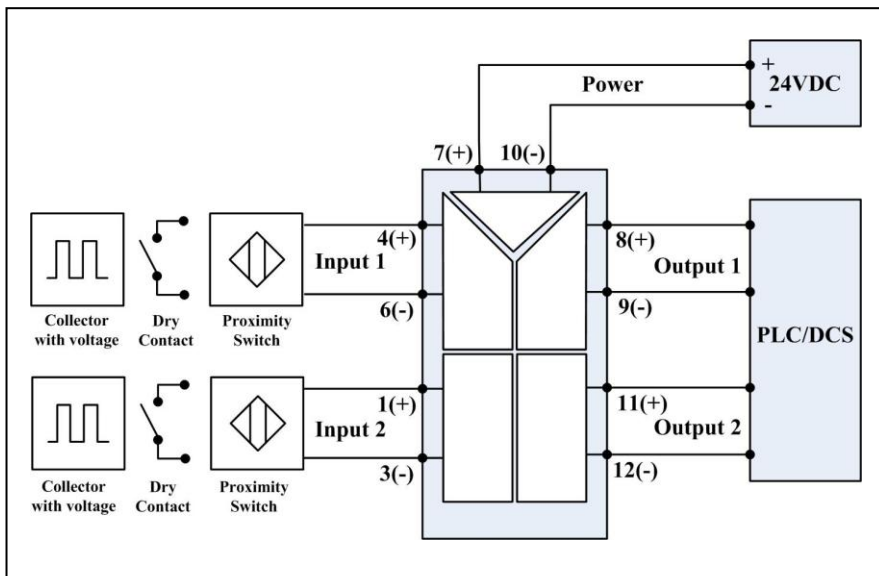 +
Power
24VDC
-
7(+)
10(-)
4(+)
Input 1
6(-)
8(+)
Output 1
9(-)
Collector
with voltage
Dry
Contact
Proximity
Switch
PLC/DCS
1(+)
Input 2
3(-)
11(+)
Output 2
12(-)
Collector
with voltage
Dry
Contact
Proximity
Switch